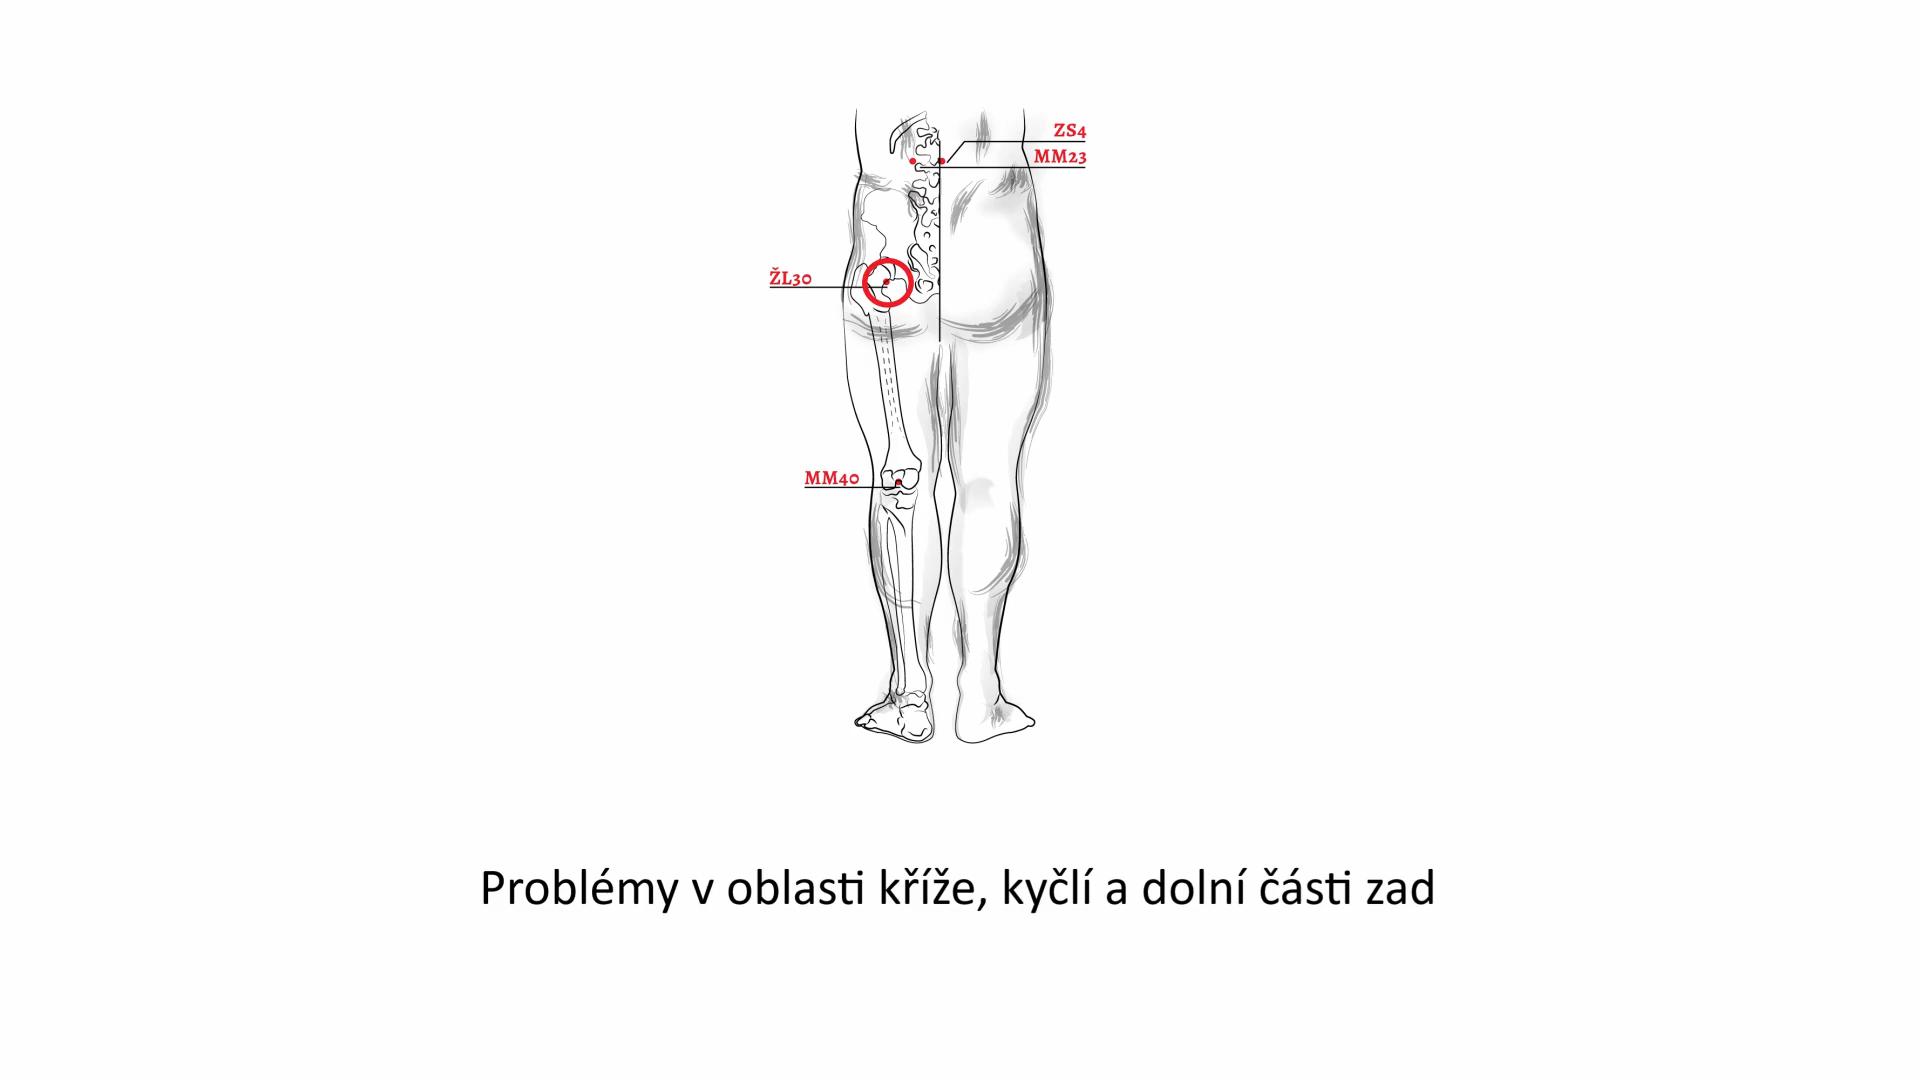 ZS4
MM23
ŽL30
MM40
Problémy v oblasti kříže, kyčlí a dolní části zad